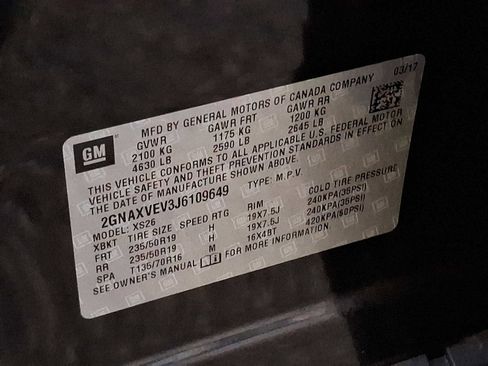 GM
MFD BY GENERAL MOTORS OF CANADA COMPANY
03/17
GVWR GAWR FRT GAWR RR
2100 KG 1175 KG 1200 KG
4630 LB 2590 LB 2645 LB
THIS VEHICLE CONFORMS TO ALL APPLICABLE U.S. FEDERAL MOTOR
VEHICLE SAFETY AND THEFT PREVENTION STANDARDS IN EFFECT ON
THE DATE OF MANUFACTURE SHOWN ABOVE.
2GNAXVEV3J6109649 TYPE: M.P.V.
MODEL: XS26
XBKT TIRE SIZE SPEED RTG RIM COLD TIRE PRESSURE
FRT 235/50R19 H 19X7.5J 240KPA(35PSI)
RR 235/50R19 H 19X7.5J 240KPA(35PSI)
SPA T135/70R16 M 16X4BT 420KPA(60PSI)
SEE OWNER'S MANUAL FOR MORE INFORMATION.